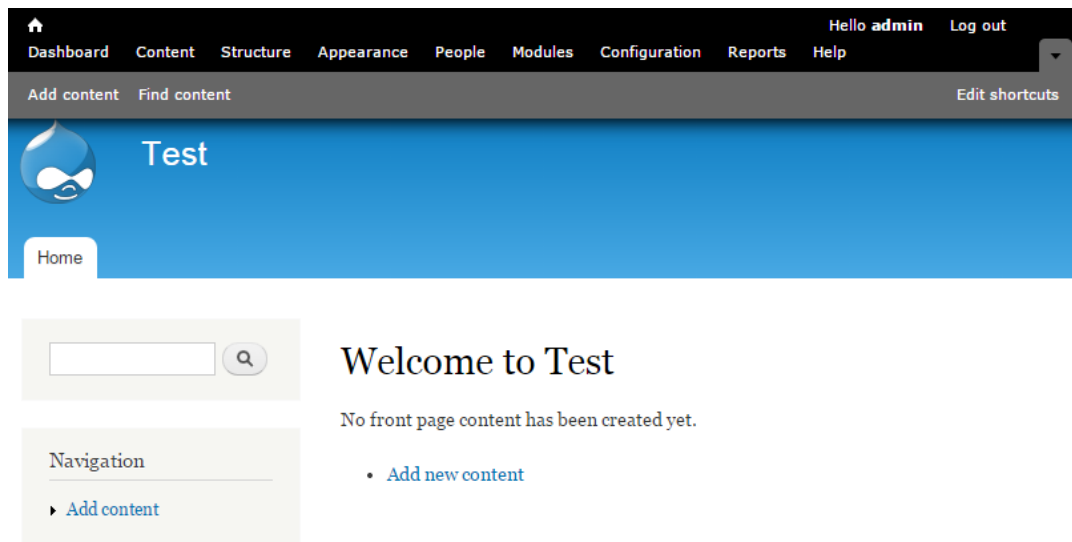 Hello admin Log out
Dashboard Content Structure Appearance People Modules Configuration Reports Help
Add content Find content Edit shortcuts
Test
Home
Welcome to Test
No front page content has been created yet.
Navigation
Add new content
Add content